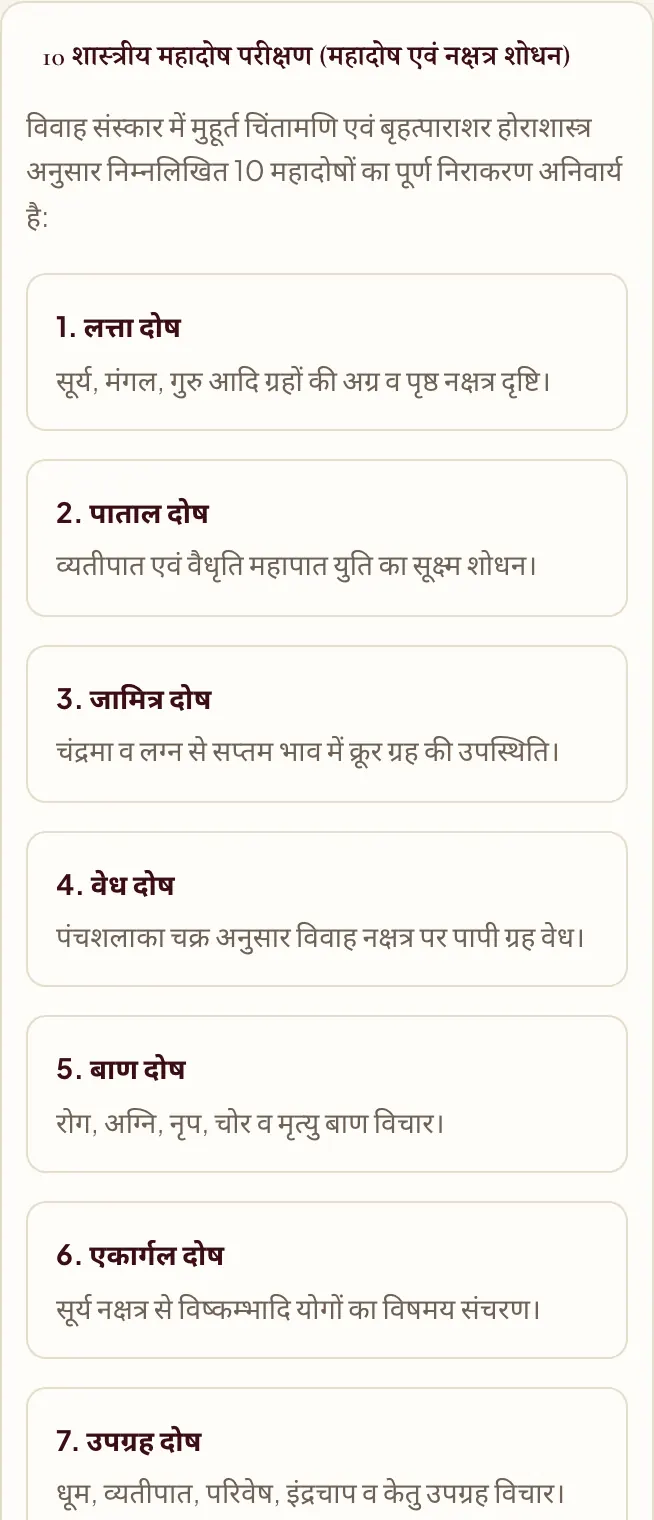 10 शास्त्रीय महादोष परीक्षण (महादोष एवं नक्षत्र शोधन)
विवाह संस्कार में मुहूर्त चिंतामणि एवं बृहत्पाराशर होराशास्त्र
अनुसार निम्नलिखित 10 महादोषों का पूर्ण निराकरण अनिवार्य
है:
1. लत्ता दोष
सूर्य, मंगल, गुरु आदि ग्रहों की अग्र व पृष्ठ नक्षत्र दृष्टि।
2. पाताल दोष
व्यतीपात एवं वैधृति महापात युति का सूक्ष्म शोधन।
3. जामित्र दोष
चंद्रमा व लग्न से सप्तम भाव में क्रूर ग्रह की उपस्थिति।
4. वेध दोष
पंचशलाका चक्र अनुसार विवाह नक्षत्र पर पापी ग्रह वेध।
5. बाण दोष
रोग, अग्नि, नृप, चोर व मृत्यु बाण विचार।
6. एकार्गल दोष
सूर्य नक्षत्र से विष्कम्भादि योगों का विषमय संचरण।
7. उपग्रह दोष
धूम, व्यतीपात, परिवेष, इंद्रचाप व केतु उपग्रह विचार।